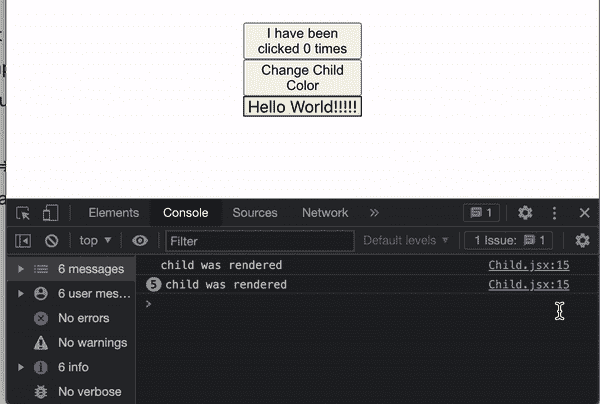 I have been
clicked 0 times
Change Child
Color
Hello World!!!!!
Elements Console Sources Network » 1
top ▼ Filter Default levels ▼ 1 Issue: 1
6 messages
child was rendered Child.jsx:15
6 user mes...
5 child was rendered Child.jsx:15
No errors
>
No warnings
6 info
No verbose